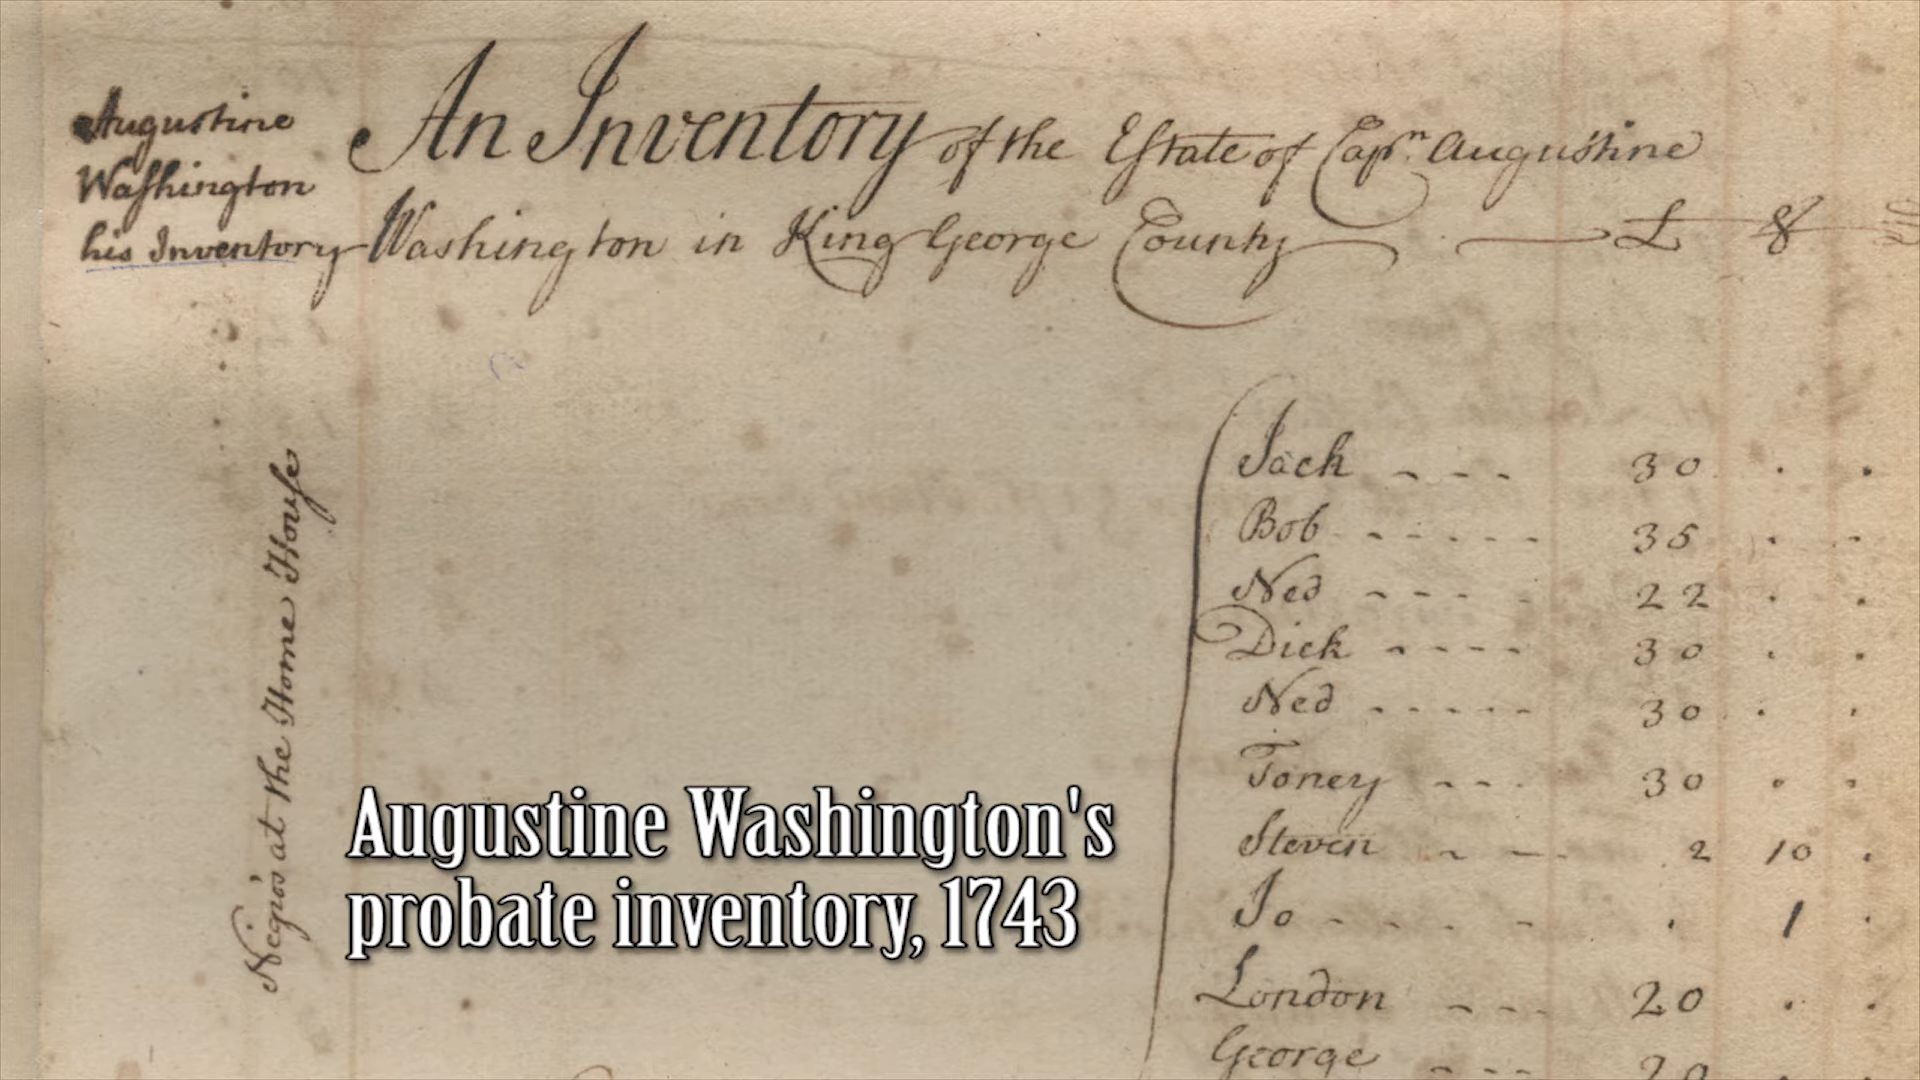 Augustine
Washington
his Inventory
An Inventory of the Estate of Capn. Augustine
Washington in King George County £ S
Negros at the Home House
Jack - - - 30 . .
Bob - - - - - 35 . .
Ned - - - - 22 . .
Dick - - - - 30 . .
Ned - - - - - 30 . .
Toney - - - 30 . .
Steven - - - 2 10 .
Jo - - - - . 1 .
London - - - 20 . .
George - - - 20
Augustine Washington's
probate inventory, 1743